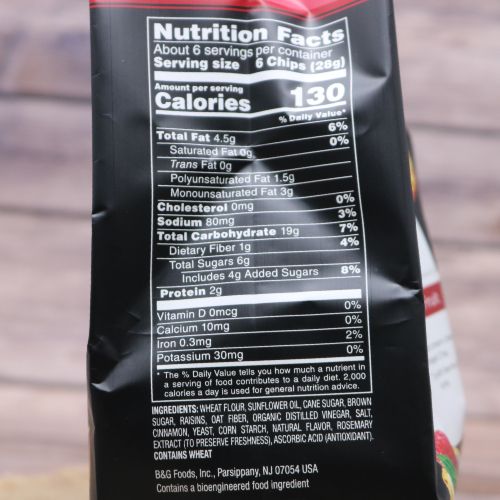 Nutrition Facts
About 6 servings per container
Serving size 6 Chips (28g)
Amount per serving
Calories 130
% Daily Value*
Total Fat 4.5g 6%
Saturated Fat 0g 0%
Trans Fat 0g
Polyunsaturated Fat 1.5g
Monounsaturated Fat 3g
Cholesterol 0mg 0%
Sodium 80mg 3%
Total Carbohydrate 19g 7%
Dietary Fiber 1g 4%
Total Sugars 6g
Includes 4g Added Sugars 8%
Protein 2g
Vitamin D 0mcg 0%
Calcium 10mg 0%
Iron 0.3mg 2%
Potassium 30mg 0%
* The % Daily Value tells you how much a nutrient in
a serving of food contributes to a daily diet. 2,000
calories a day is used for general nutrition advice.
INGREDIENTS: WHEAT FLOUR, SUNFLOWER OIL, CANE SUGAR, BROWN
SUGAR, RAISINS, OAT FIBER, ORGANIC DISTILLED VINEGAR, SALT,
CINNAMON, YEAST, CORN STARCH, NATURAL FLAVOR, ROSEMARY
EXTRACT (TO PRESERVE FRESHNESS), ASCORBIC ACID (ANTIOXIDANT).
CONTAINS WHEAT
B&G Foods, Inc., Parsippany, NJ 07054 USA
Contains a bioengineered food ingredient